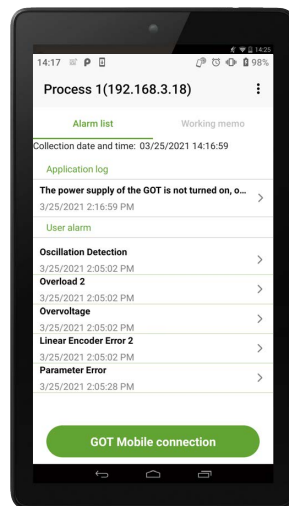 14:25
14:17 P 98%
Process 1(192.168.3.18)
Alarm list Working memo
Collection date and time: 03/25/2021 14:16:59
Application log
The power supply of the GOT is not turned on, o...
3/25/2021 2:16:59 PM
User alarm
Oscillation Detection
3/25/2021 2:05:02 PM
Overload 2
3/25/2021 2:05:02 PM
Overvoltage
3/25/2021 2:05:02 PM
Linear Encoder Error 2
3/25/2021 2:05:02 PM
Parameter Error
3/25/2021 2:05:28 PM
GOT Mobile connection